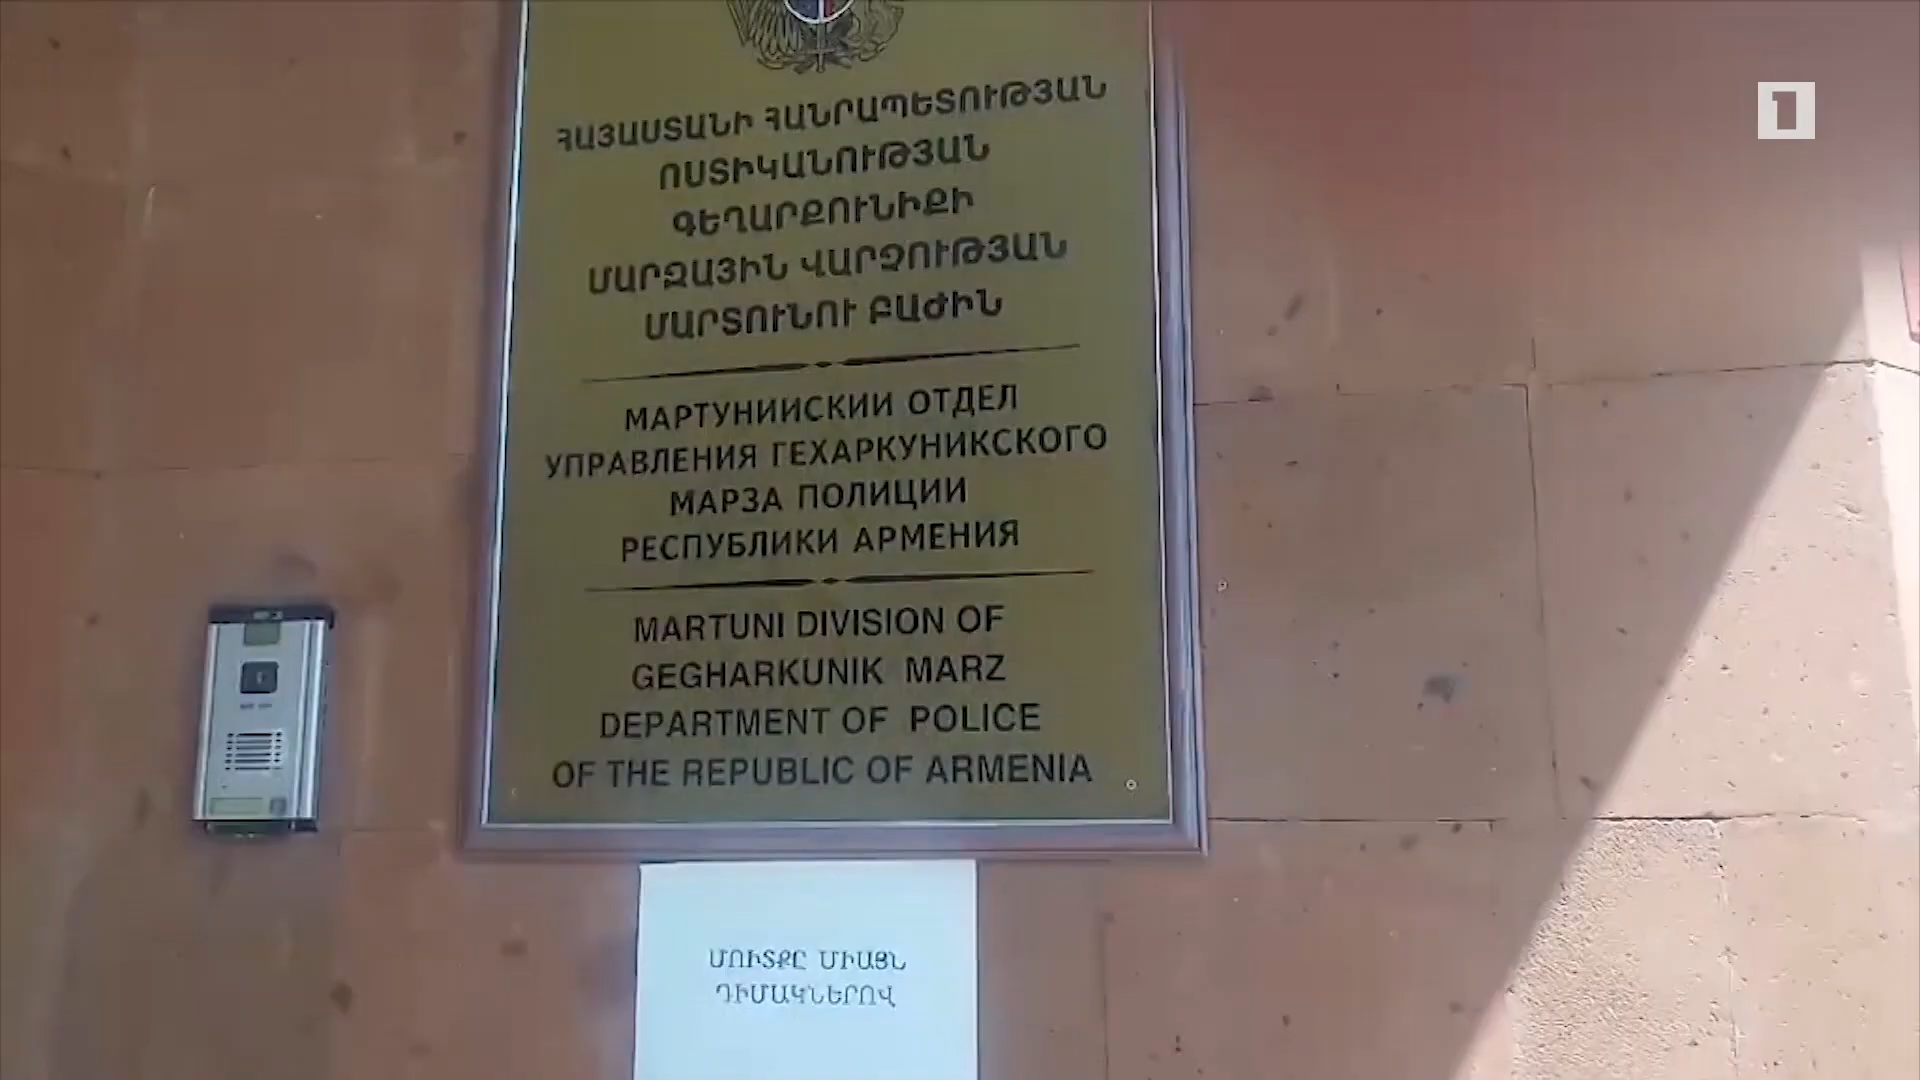 1
ՀԱՅԱՍՏԱՆԻ ՀԱՆՐԱՊԵՏՈՒԹՅԱՆ
ՈՍՏԻԿԱՆՈՒԹՅԱՆ
ԳԵՂԱՐՔՈՒՆԻՔԻ
ՄԱՐԶԱՅԻՆ ՎԱՐՉՈՒԹՅԱՆ
ՄԱՐՏՈՒՆՈՒ ԲԱԺԻՆ
МАРТУНИИСКИИ ОТДЕЛ
УПРАВЛЕНИЯ ГЕХАРКУНИКСКОГО
МАРЗА ПОЛИЦИИ
РЕСПУБЛИКИ АРМЕНИЯ
MARTUNI DIVISION OF
GEGHARKUNIK MARZ
DEPARTMENT OF POLICE
OF THE REPUBLIC OF ARMENIA
ՄՈՒՏՔԸ ՄԻԱՅՆ
ԴԻՄԱԿՆԵՐՈՎ